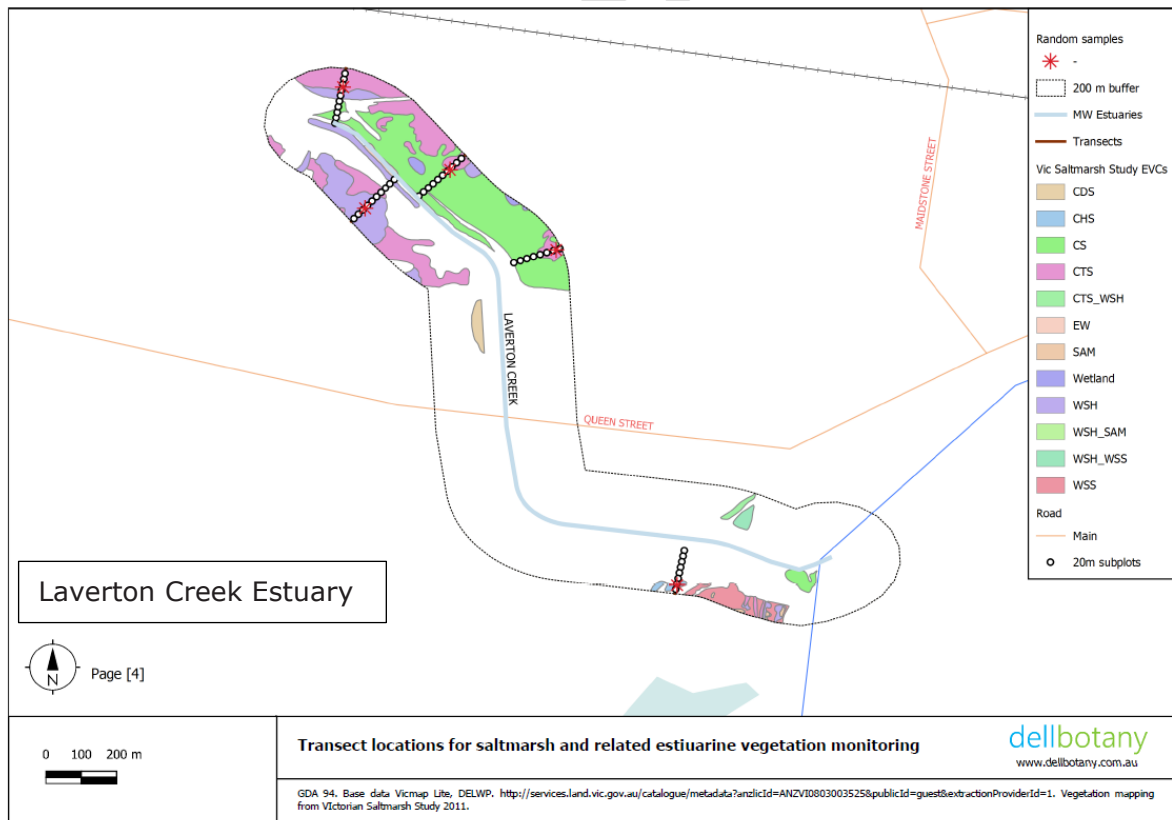 Random samples
-
200 m buffer
MW Estuaries
Transects
Vic Saltmarsh Study EVCs
CDS
CHS
CS
CTS
CTS_WSH
EW
SAM
Wetland
WSH
WSH_SAM
WSH_WSS
WSS
Road
Main
20m subplots
MAIDSTONE STREET
LAVERTON CREEK
QUEEN STREET
Laverton Creek Estuary
N
Page [4]
0 100 200 m
Transect locations for saltmarsh and related estiuarine vegetation monitoring
dellbotany
www.dellbotany.com.au
GDA 94. Base data Vicmap Lite, DELWP. http://services.land.vic.gov.au/catalogue/metadata?anzlicId=ANZVI0803003525&publicId=guest&extractionProviderId=1. Vegetation mapping
from VIctorian Saltmarsh Study 2011.